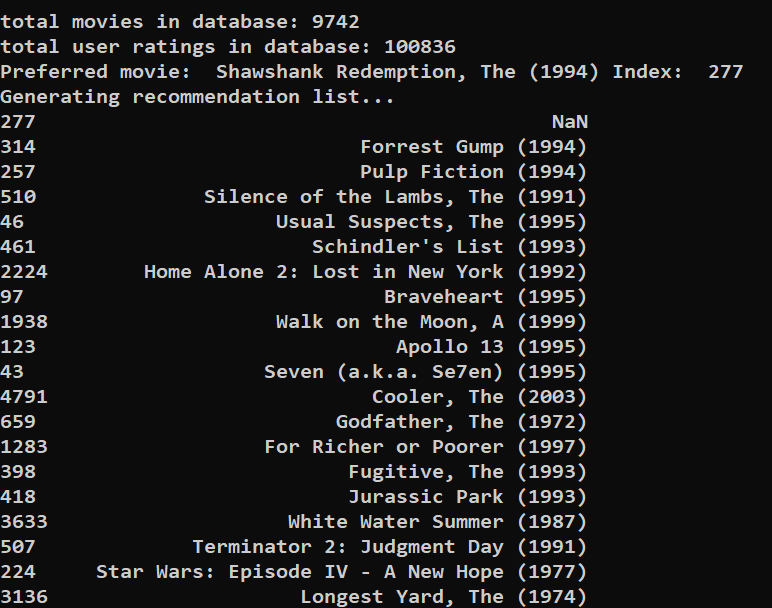 total movies in database: 9742
total user ratings in database: 100836
Preferred movie:  Shawshank Redemption, The (1994) Index:  277
Generating recommendation list...
277                                           NaN
314                           Forrest Gump (1994)
257                           Pulp Fiction (1994)
510              Silence of the Lambs, The (1991)
46                     Usual Suspects, The (1995)
461                       Schindler's List (1993)
2224        Home Alone 2: Lost in New York (1992)
97                              Braveheart (1995)
1938                   Walk on the Moon, A (1999)
123                              Apollo 13 (1995)
43                    Seven (a.k.a. Se7en) (1995)
4791                           Cooler, The (2003)
659                         Godfather, The (1972)
1283                  For Richer or Poorer (1997)
398                          Fugitive, The (1993)
418                          Jurassic Park (1993)
3633                    White Water Summer (1987)
507             Terminator 2: Judgment Day (1991)
224     Star Wars: Episode IV - A New Hope (1977)
3136                     Longest Yard, The (1974)